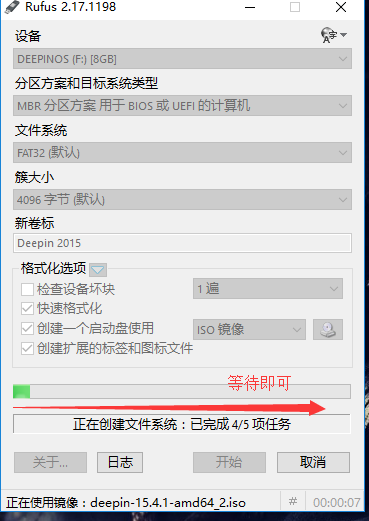 Rufus 2.17.1198
设备
DEEPINOS (F:) [8GB]
分区方案和目标系统类型
MBR 分区方案 用于 BIOS 或 UEFI 的计算机
文件系统
FAT32 (默认)
簇大小
4096 字节 (默认)
新卷标
Deepin 2015
格式化选项
检查设备坏块
1 遍
快速格式化
创建一个启动盘使用
ISO 镜像
创建扩展的标签和图标文件
等待即可
正在创建文件系统：已完成 4/5 项任务
关于...
日志
开始
取消
正在使用镜像：deepin-15.4.1-amd64_2.iso
#
00:00:07